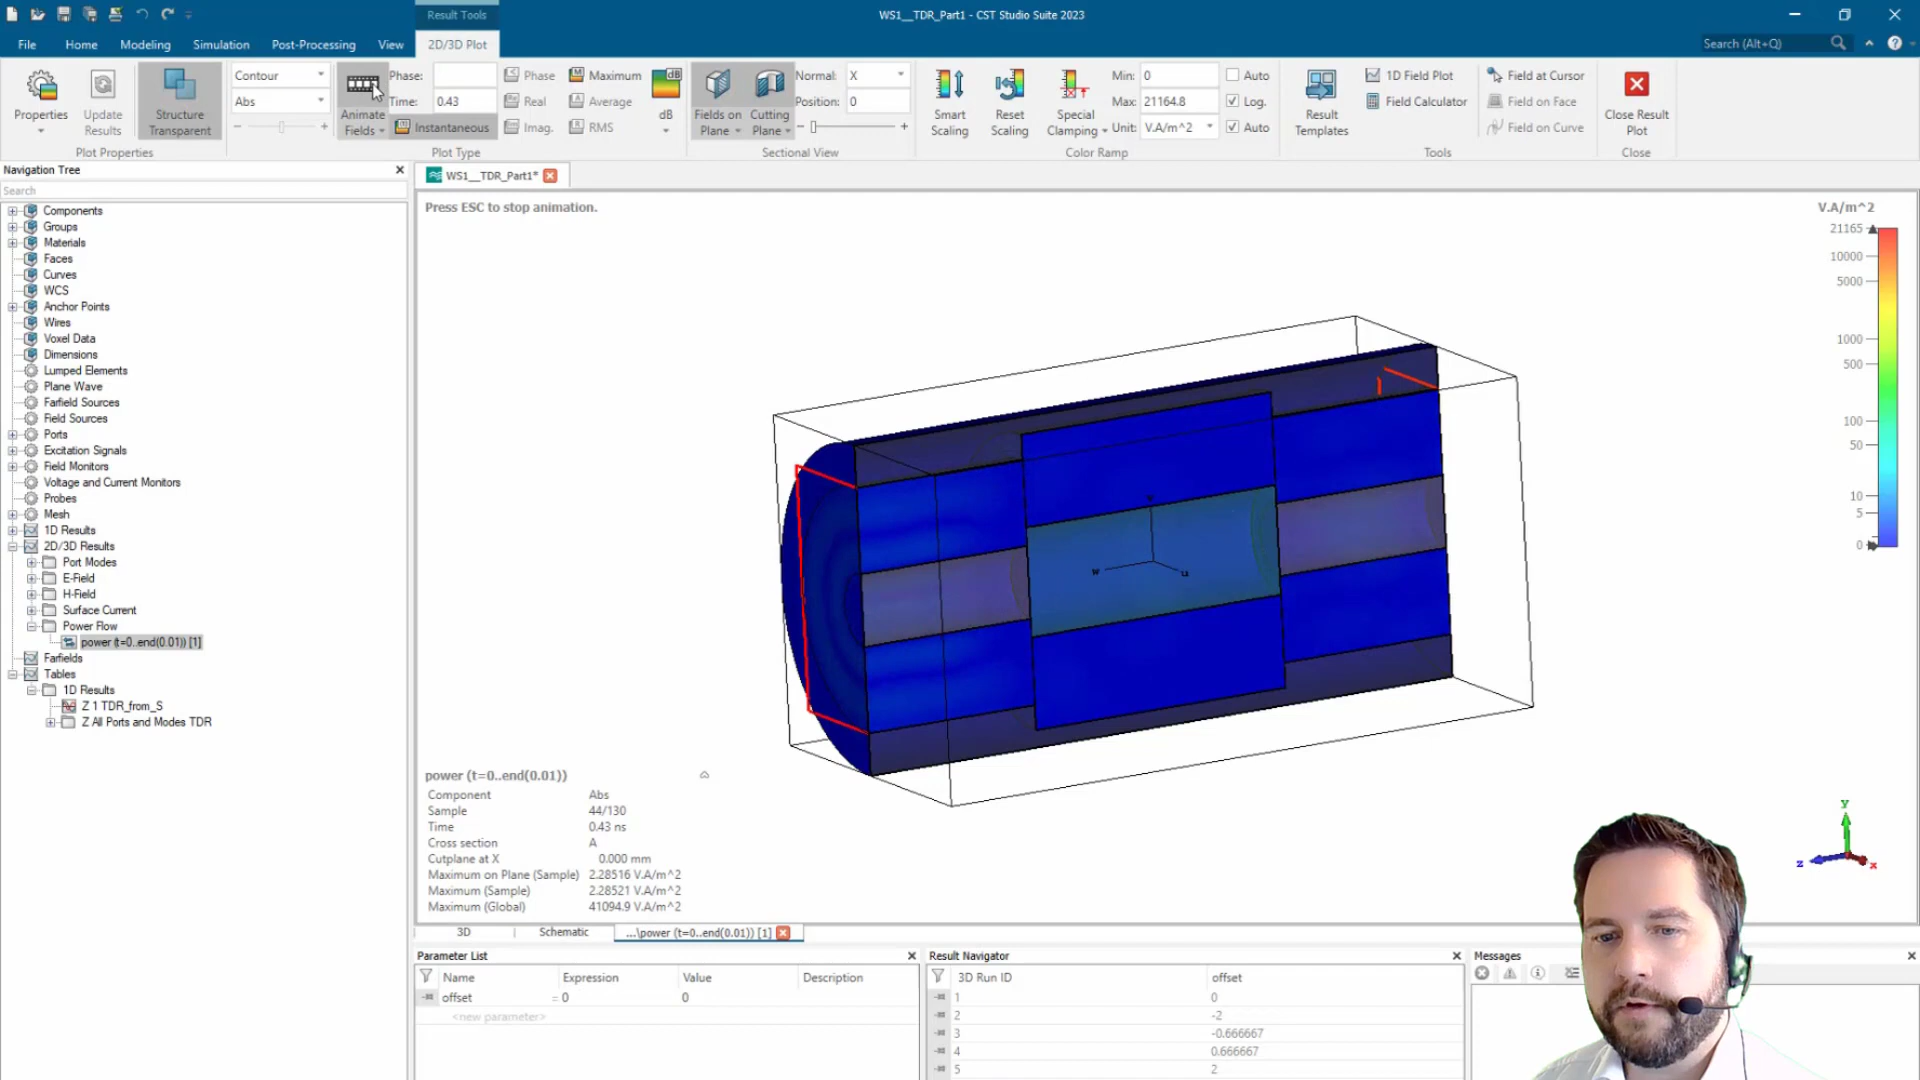 Result Tools
WS1__TDR_Part1 - CST Studio Suite 2023
File Home Modeling Simulation Post-Processing View 2D/3D Plot Search (Alt+Q)
Properties Update Results Structure Transparent
Plot Properties
Contour
Abs
Animate Fields
Phase:
Time: 0.43
Instantaneous
Phase
Real
Imag.
Maximum
Average
RMS
dB
Plot Type
Fields on Plane Cutting Plane
Normal: X
Position: 0
Sectional View
Smart Scaling Reset Scaling Special Clamping
Min: 0 Auto
Max: 21164.8 Log.
Unit: V.A/m^2 Auto
Color Ramp
Result Templates
1D Field Plot
Field Calculator
Field at Cursor
Field on Face
Field on Curve
Tools
Close Result Plot
Close
Navigation Tree
Search
Components
Groups
Materials
Faces
Curves
WCS
Anchor Points
Wires
Voxel Data
Dimensions
Lumped Elements
Plane Wave
Farfield Sources
Field Sources
Ports
Excitation Signals
Field Monitors
Voltage and Current Monitors
Probes
Mesh
1D Results
2D/3D Results
Port Modes
E-Field
H-Field
Surface Current
Power Flow
power (t=0..end(0.01)) [1]
Farfields
Tables
1D Results
Z 1 TDR_from_S
Z All Ports and Modes TDR
WS1__TDR_Part1*
Press ESC to stop animation.
V.A/m^2
21165
10000
5000
1000
500
100
50
10
5
0
v
w
u
y
z
x
power (t=0..end(0.01))
Component Abs
Sample 44/130
Time 0.43 ns
Cross section A
Cutplane at X 0.000 mm
Maximum on Plane (Sample) 2.28516 V.A/m^2
Maximum (Sample) 2.28521 V.A/m^2
Maximum (Global) 41094.9 V.A/m^2
3D Schematic ...\power (t=0..end(0.01)) [1]
Parameter List
Name Expression Value Description
offset = 0 0
<new parameter>
Result Navigator
3D Run ID offset
1 0
2 -2
3 -0.666667
4 0.666667
5 2
Messages